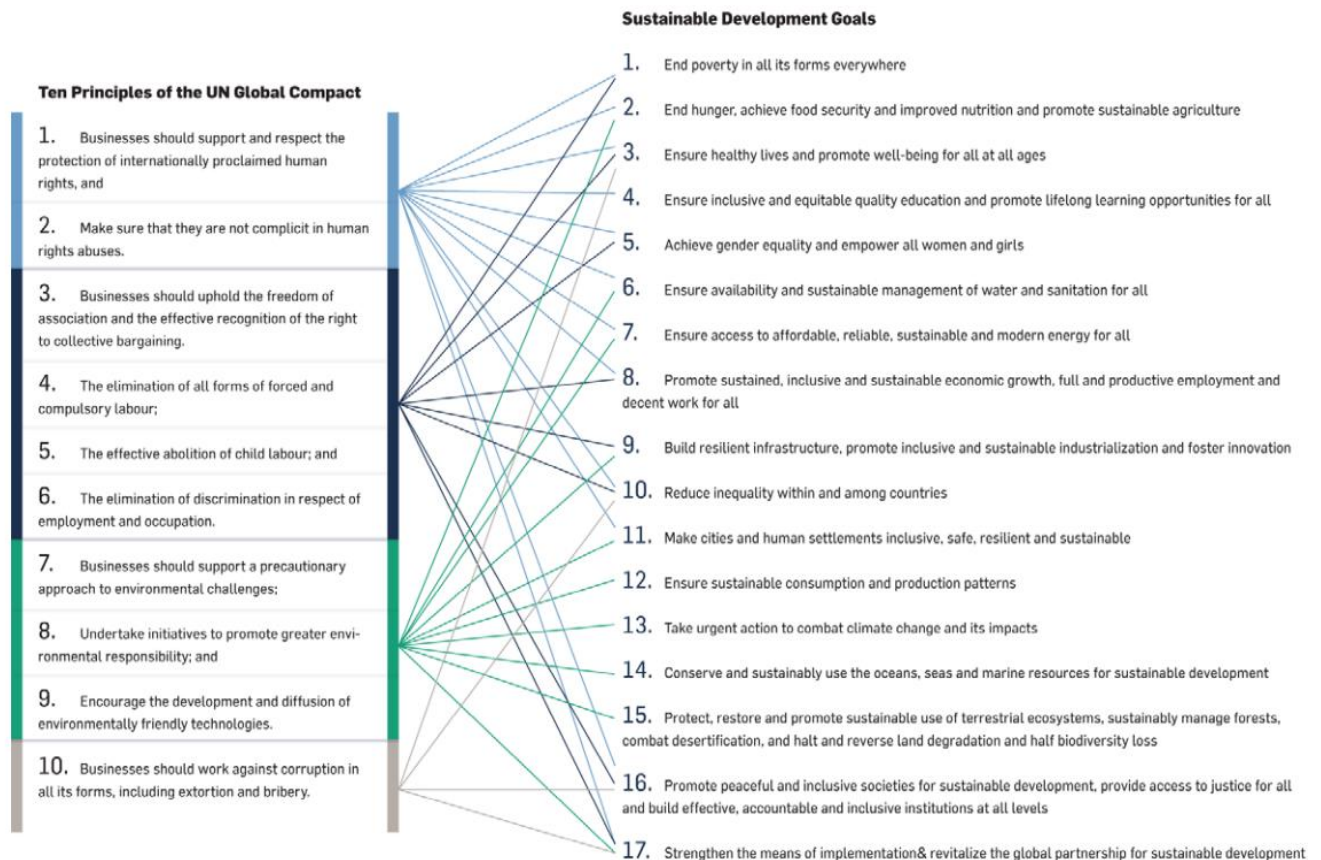 Sustainable Development Goals
1. End poverty in all its forms everywhere
2. End hunger, achieve food security and improved nutrition and promote sustainable agriculture
3. Ensure healthy lives and promote well-being for all at all ages
4. Ensure inclusive and equitable quality education and promote lifelong learning opportunities for all
5. Achieve gender equality and empower all women and girls
6. Ensure availability and sustainable management of water and sanitation for all
7. Ensure access to affordable, reliable, sustainable and modern energy for all
8. Promote sustained, inclusive and sustainable economic growth, full and productive employment and
decent work for all
9. Build resilient infrastructure, promote inclusive and sustainable industrialization and foster innovation
10. Reduce inequality within and among countries
11. Make cities and human settlements inclusive, safe, resilient and sustainable
12. Ensure sustainable consumption and production patterns
13. Take urgent action to combat climate change and its impacts
14. Conserve and sustainably use the oceans, seas and marine resources for sustainable development
15. Protect, restore and promote sustainable use of terrestrial ecosystems, sustainably manage forests,
combat desertification, and halt and reverse land degradation and half biodiversity loss
16. Promote peaceful and inclusive societies for sustainable development, provide access to justice for all
and build effective, accountable and inclusive institutions at all levels
17. Strengthen the means of implementation& revitalize the global partnership for sustainable development
Ten Principles of the UN Global Compact
1. Businesses should support and respect the
protection of internationally proclaimed human
rights, and
2. Make sure that they are not complicit in human
rights abuses.
3. Businesses should uphold the freedom of
association and the effective recognition of the right
to collective bargaining.
4. The elimination of all forms of forced and
compulsory labour;
5. The effective abolition of child labour; and
6. The elimination of discrimination in respect of
employment and occupation.
7. Businesses should support a precautionary
approach to environmental challenges;
8. Undertake initiatives to promote greater envi-
ronmental responsibility; and
9. Encourage the development and diffusion of
environmentally friendly technologies.
10. Businesses should work against corruption in
all its forms, including extortion and bribery.